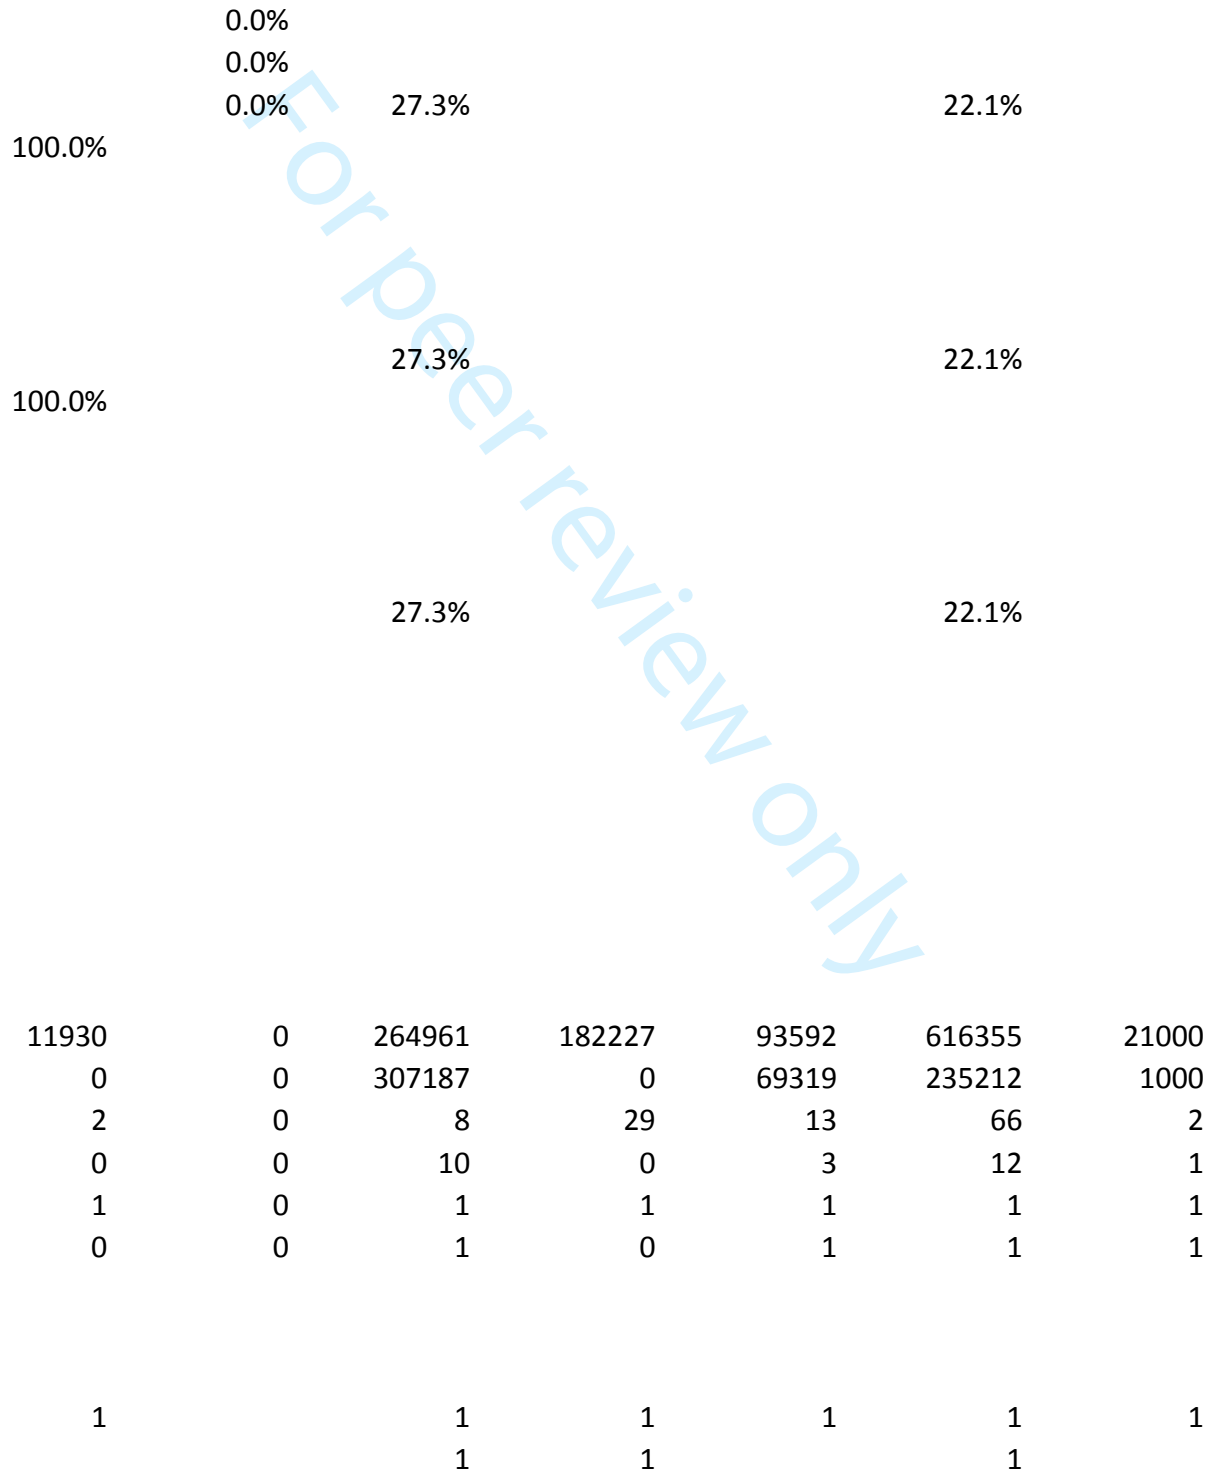 0.0%
0.0%
0.0% 27.3% 22.1%
100.0%
27.3% 22.1%
100.0%
27.3% 22.1%
For peer review only
11930 0 264961 182227 93592 616355 21000
0 0 307187 0 69319 235212 1000
2 0 8 29 13 66 2
0 0 10 0 3 12 1
1 0 1 1 1 1 1
0 0 1 0 1 1 1
1 1 1 1 1 1
1 1 1